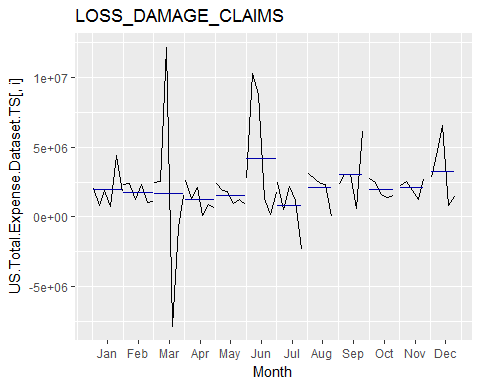 LOSS_DAMAGE_CLAIMS
US.Total.Expense.Dataset.TS[, i]
1e+07
5e+06
0e+00
-5e+06
Jan Feb Mar Apr May Jun Jul Aug Sep Oct Nov Dec
Month